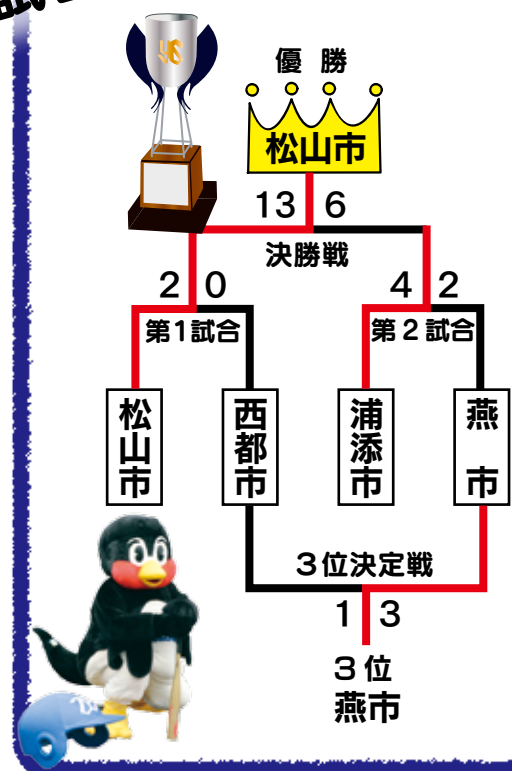 優勝
松山市
13 6
決勝戦
2 0
4 2
第1試合
第2試合
松山市
西都市
浦添市
燕市
3位決定戦
1 3
3位
燕市